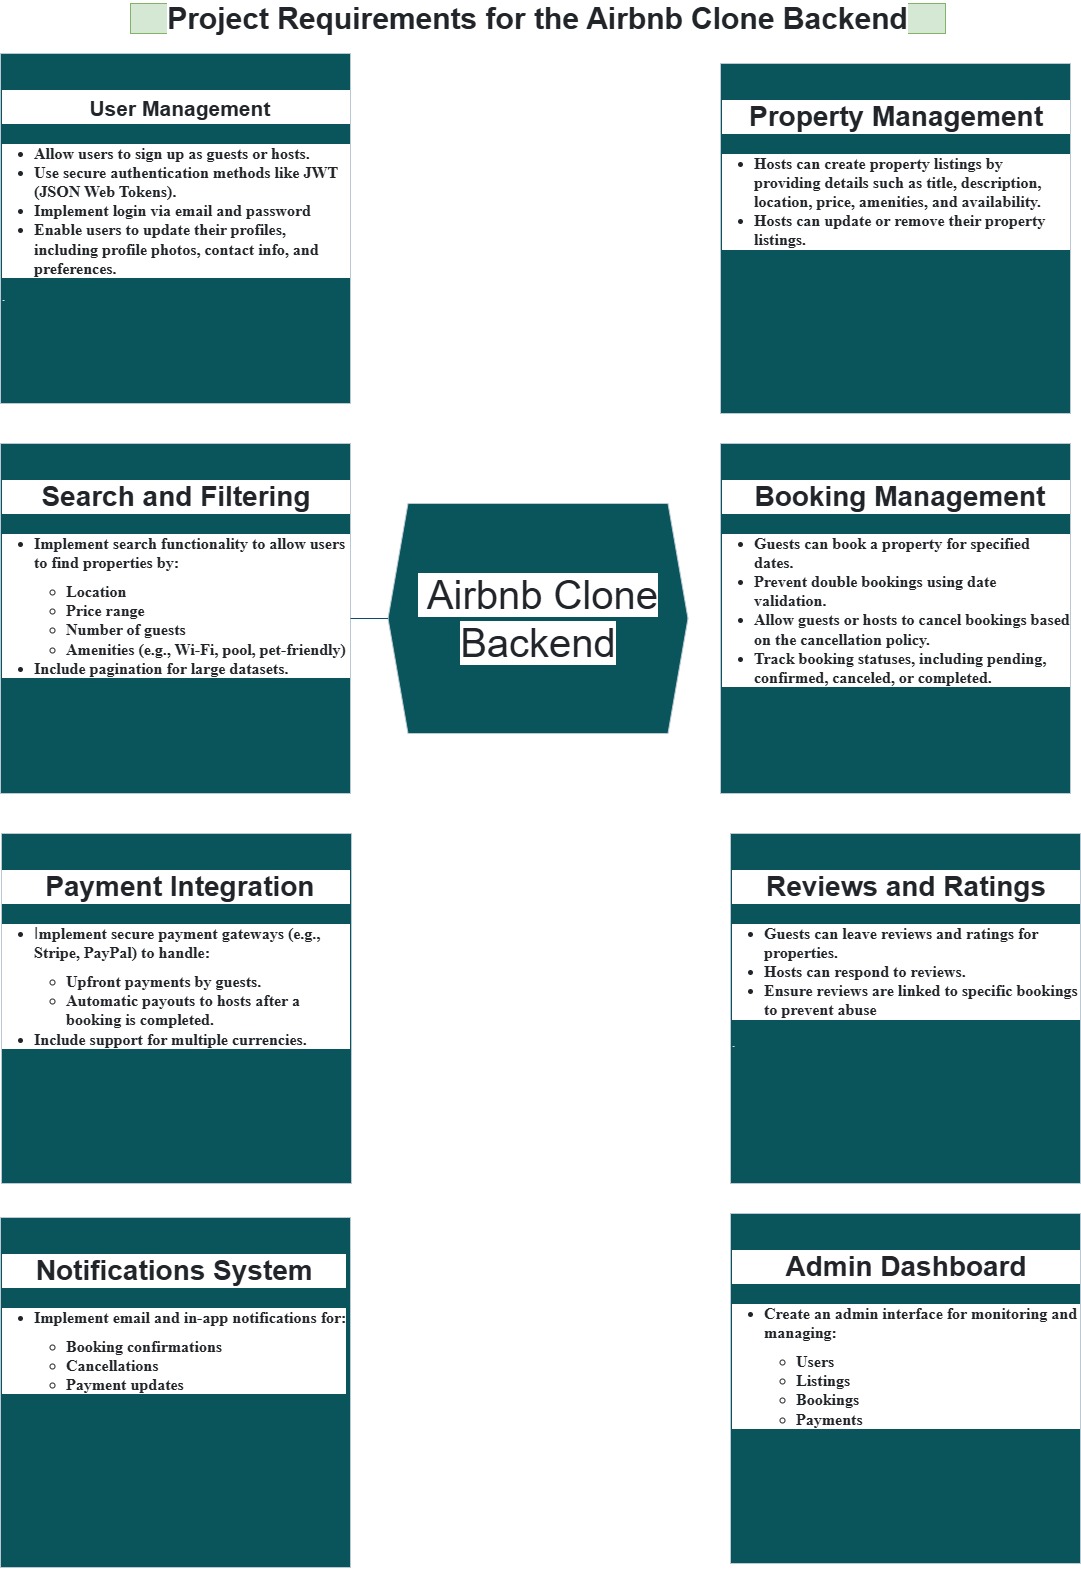 Project Requirements for the Airbnb Clone Backend
User Management
• Allow users to sign up as guests or hosts.
• Use secure authentication methods like JWT
(JSON Web Tokens).
• Implement login via email and password
• Enable users to update their profiles,
including profile photos, contact info, and
preferences.
Property Management
• Hosts can create property listings by
providing details such as title, description,
location, price, amenities, and availability.
• Hosts can update or remove their property
listings.
Search and Filtering
• Implement search functionality to allow users
to find properties by:
○ Location
○ Price range
○ Number of guests
○ Amenities (e.g., Wi-Fi, pool, pet-friendly)
• Include pagination for large datasets.
Airbnb Clone
Backend
Booking Management
• Guests can book a property for specified
dates.
• Prevent double bookings using date
validation.
• Allow guests or hosts to cancel bookings based
on the cancellation policy.
• Track booking statuses, including pending,
confirmed, canceled, or completed.
Payment Integration
• Implement secure payment gateways (e.g.,
Stripe, PayPal) to handle:
○ Upfront payments by guests.
○ Automatic payouts to hosts after a
booking is completed.
• Include support for multiple currencies.
Reviews and Ratings
• Guests can leave reviews and ratings for
properties.
• Hosts can respond to reviews.
• Ensure reviews are linked to specific bookings
to prevent abuse
Notifications System
• Implement email and in-app notifications for:
○ Booking confirmations
○ Cancellations
○ Payment updates
Admin Dashboard
• Create an admin interface for monitoring and
managing:
○ Users
○ Listings
○ Bookings
○ Payments